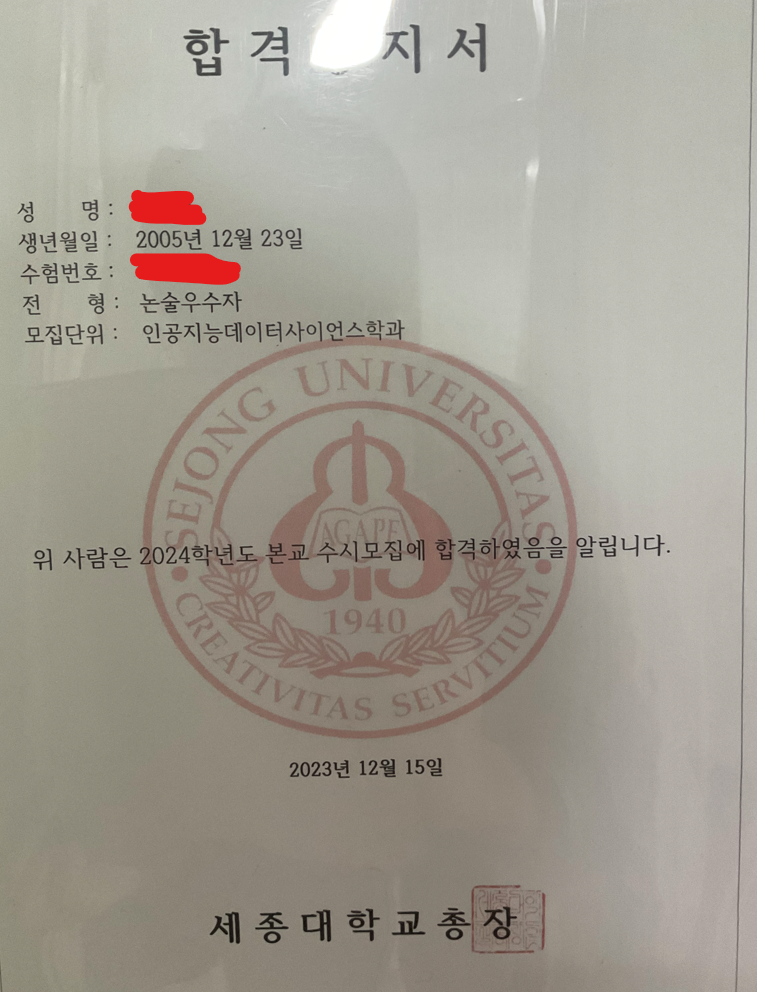 합 격 지 서
성 명 :
생년월일 : 2005년 12월 23일
수험번호 :
전 형 : 논술우수자
모집단위 : 인공지능데이터사이언스학과
SEJONG UNIVERSITAS
AGAPE
위 사람은 2024학년도 본교 수시모집에 합격하였음을 알립니다.
1940
CREATIVITAS SERVITIUM
2023년 12월 15일
세 종 대 학 교 총 장